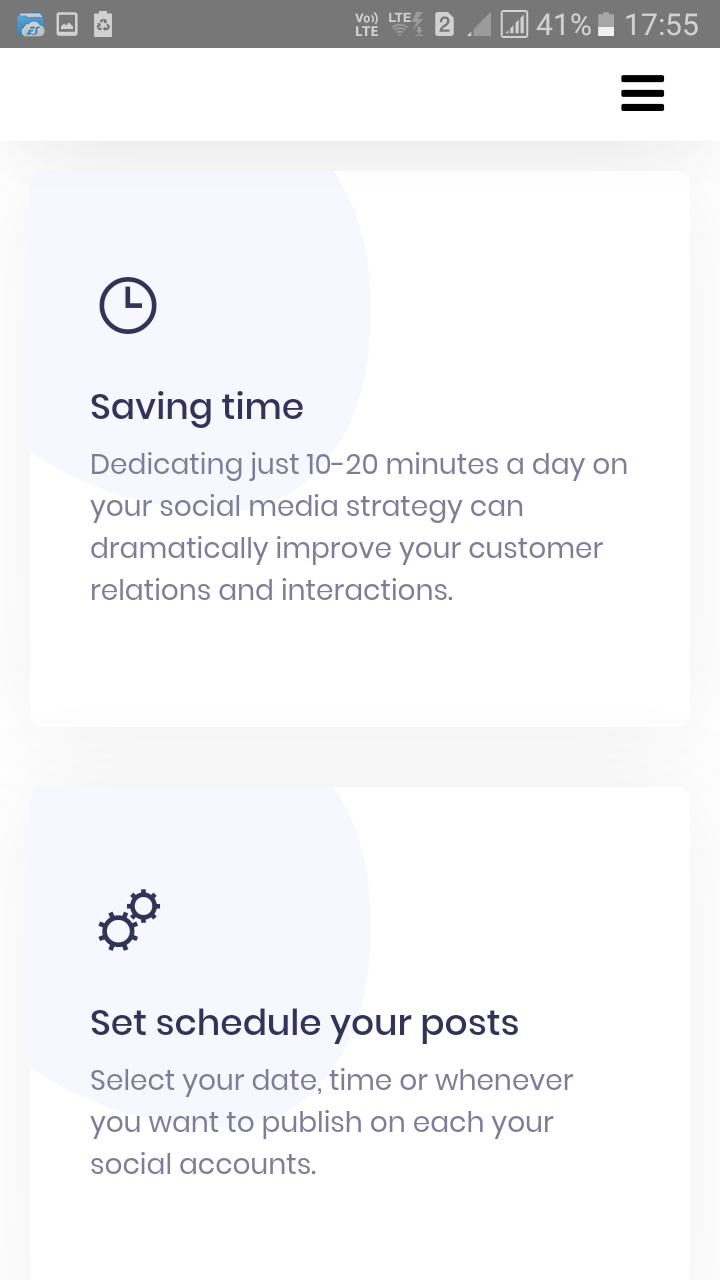 Vo)) LTE LTE 2 41% 17:55
Saving time
Dedicating just 10-20 minutes a day on
your social media strategy can
dramatically improve your customer
relations and interactions.
Set schedule your posts
Select your date, time or whenever
you want to publish on each your
social accounts.